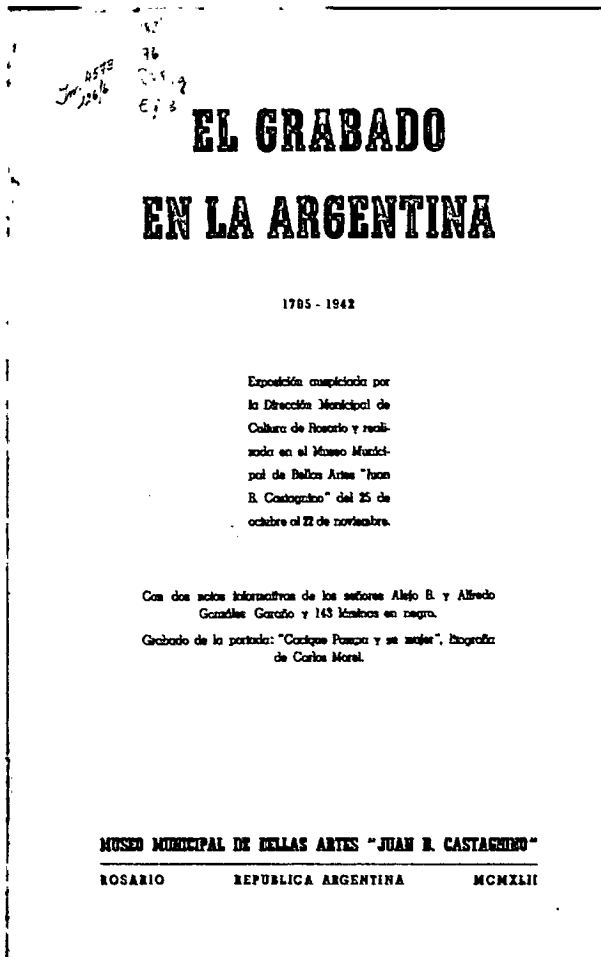 76
EL GRABADO
EN LA ARGENTINA
1705 - 1942
Exposición auspiciada por
la Dirección Municipal de
Cultura de Rosario y reali-
zada en el Museo Munici-
pal de Bellas Artes "Juan
B. Castagnino" del 25 de
octubre al 22 de noviembre.
Con dos notas informativas de los señores Alejo B. y Alfredo
González Garaño y 143 láminas en negro.
Grabado de la portada: "Cacique Pampa y su mujer", litografía
de Carlos Morel.
MUSEO MUNICIPAL DE BELLAS ARTES "JUAN B. CASTAGNINO"
ROSARIO REPUBLICA ARGENTINA MCMXLII